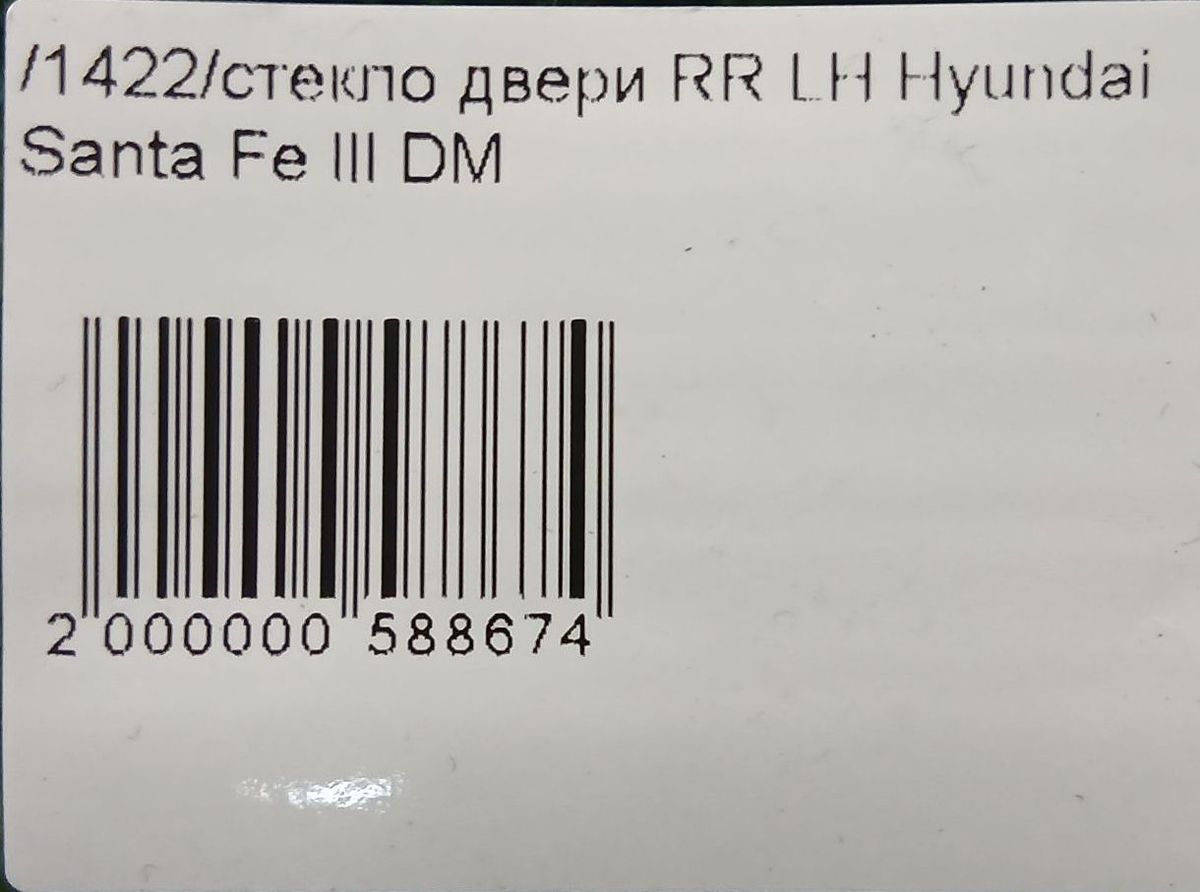 /1422/стекло двери RR LH Hyundai
Santa Fe III DM
2 000000 588674